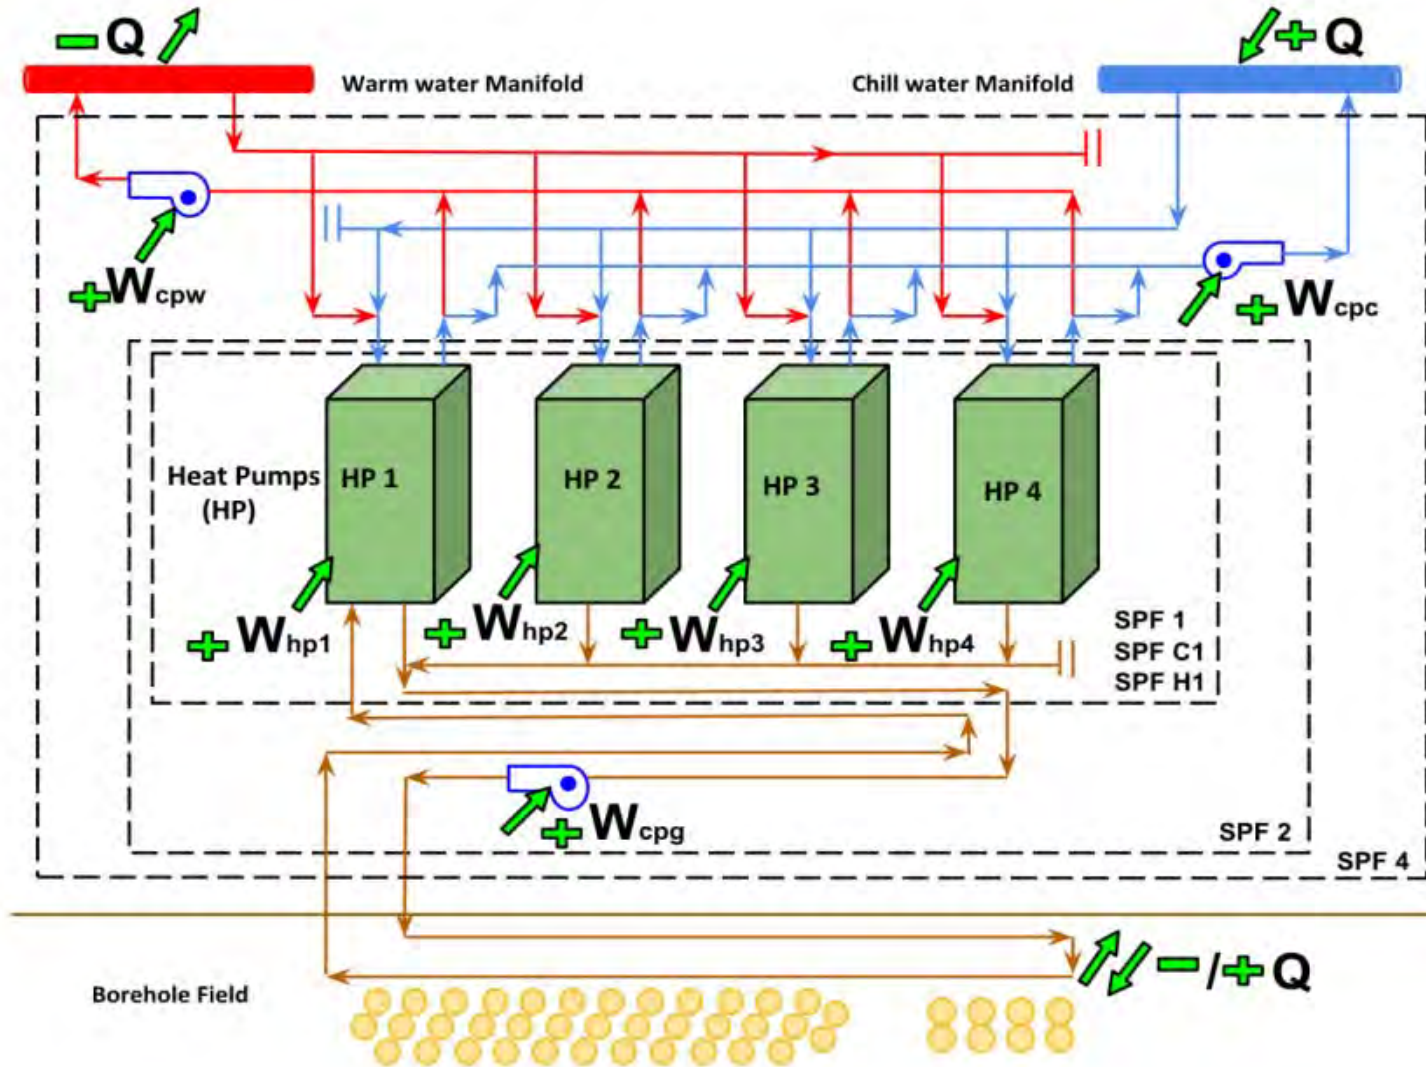 − Q
+ Q
Warm water Manifold
Chill water Manifold
+ Wcpw
+ Wcpc
Heat Pumps
(HP)
HP 1
HP 2
HP 3
HP 4
+ Whp1
+ Whp2
+ Whp3
+ Whp4
SPF 1
SPF C1
SPF H1
+ Wcpg
SPF 2
SPF 4
− / + Q
Borehole Field